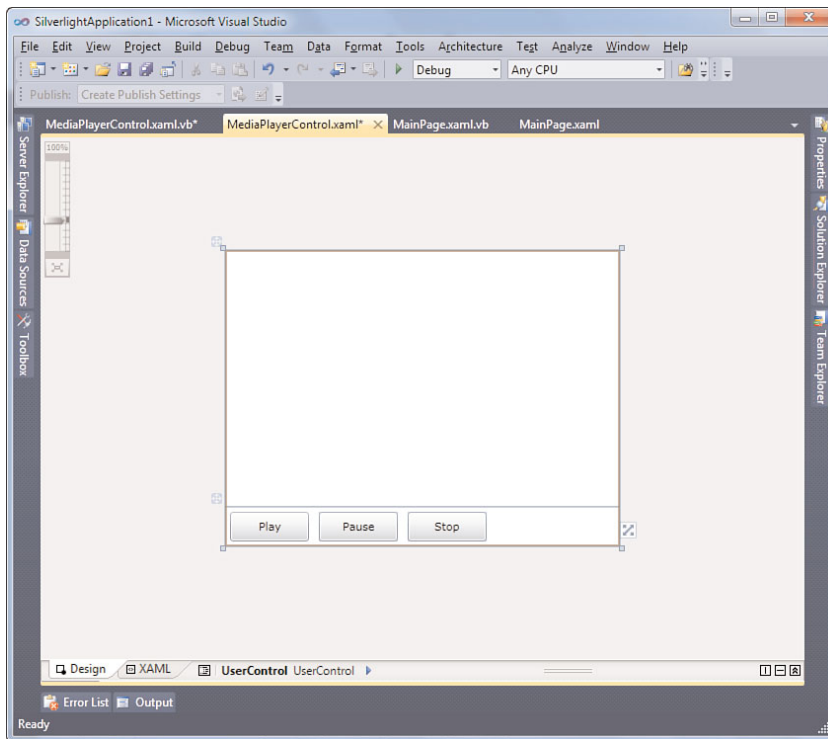 SilverlightApplication1 - Microsoft Visual Studio
File Edit View Project Build Debug Team Data Format Tools Architecture Test Analyze Window Help
Debug Any CPU
Publish: Create Publish Settings
MediaPlayerControl.xaml.vb* MediaPlayerControl.xaml* MainPage.xaml.vb MainPage.xaml
100%
Server Explorer
Data Sources
Toolbox
Properties
Solution Explorer
Team Explorer
Play Pause Stop
Design XAML UserControl UserControl
Error List Output
Ready